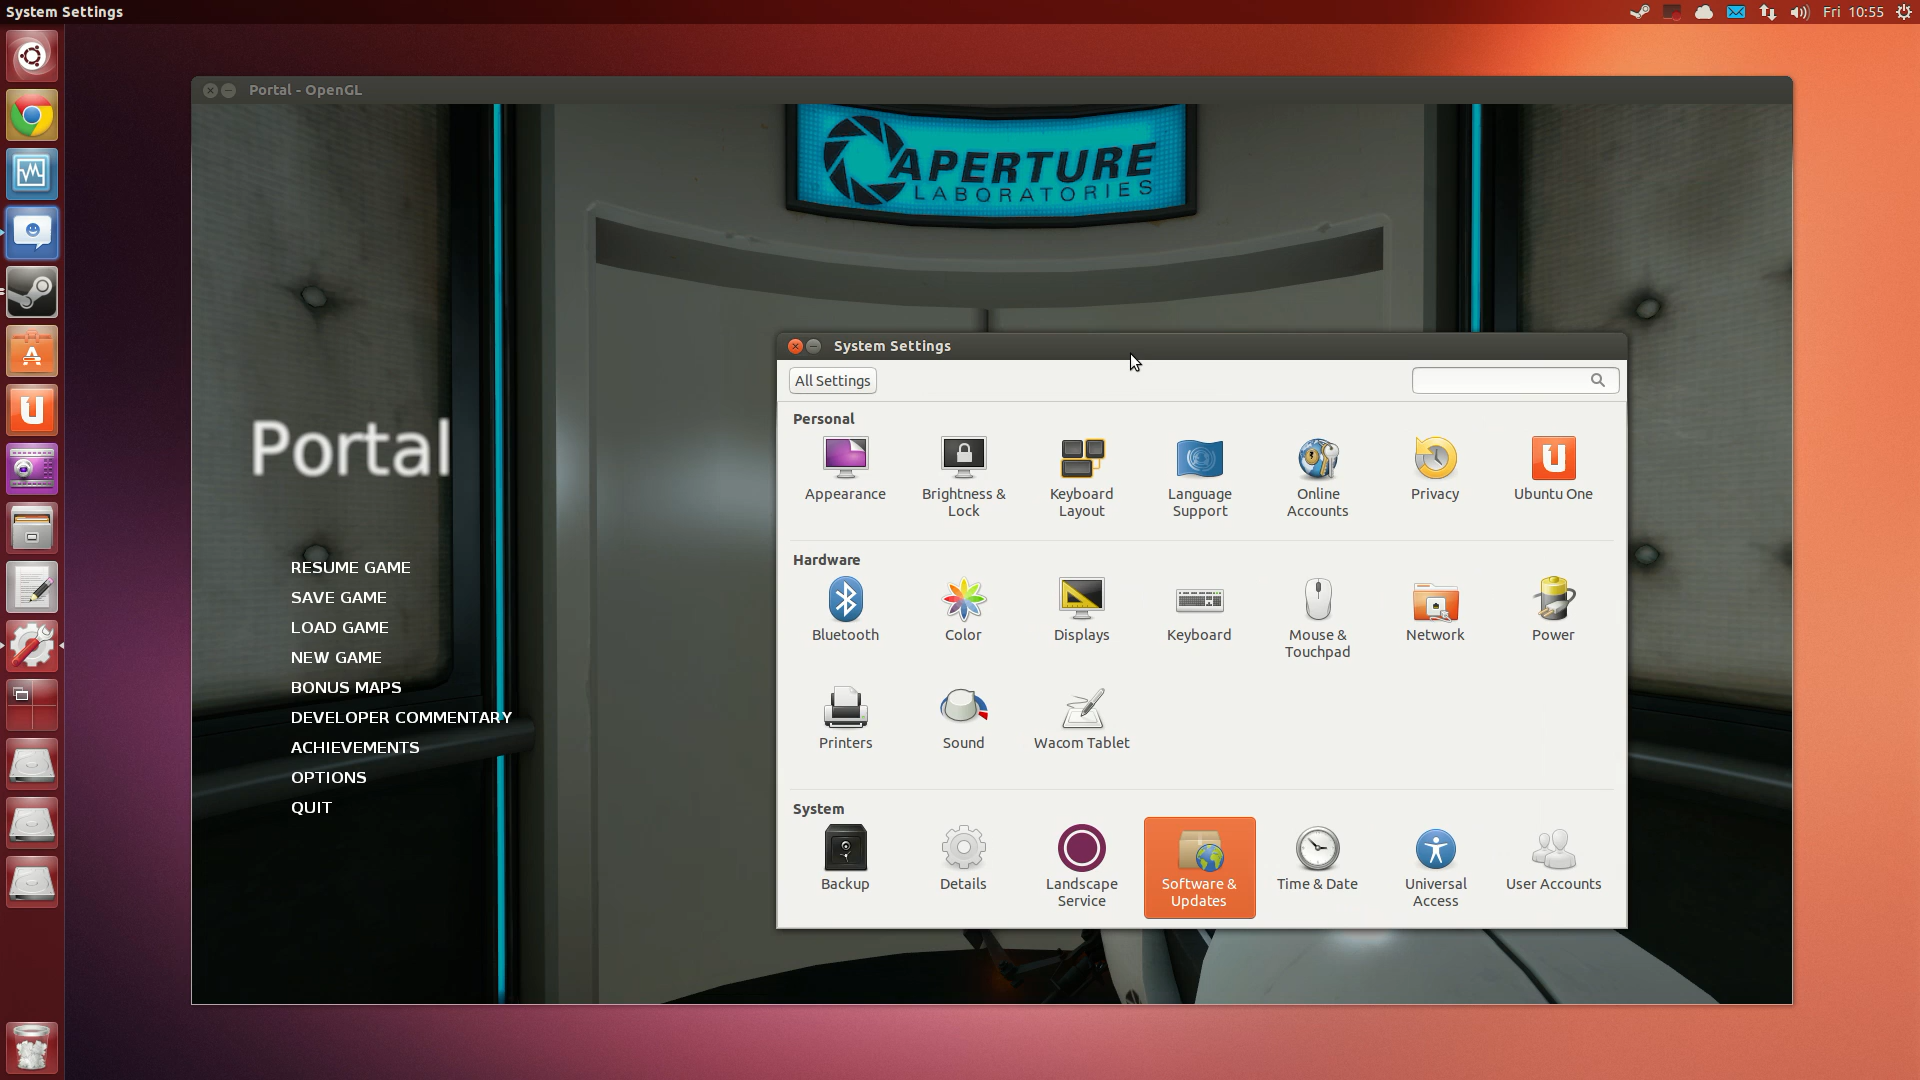 System Settings
Fri 10:55
Portal - OpenGL
APERTURE
LABORATORIES
System Settings
All Settings
Personal
Appearance
Brightness &
Lock
Keyboard
Layout
Language
Support
Online
Accounts
Privacy
Ubuntu One
Hardware
Bluetooth
Color
Displays
Keyboard
Mouse &
Touchpad
Network
Power
Printers
Sound
Wacom Tablet
System
Backup
Details
Landscape
Service
Software &
Updates
Time & Date
Universal
Access
User Accounts
Portal
RESUME GAME
SAVE GAME
LOAD GAME
NEW GAME
BONUS MAPS
DEVELOPER COMMENTARY
ACHIEVEMENTS
OPTIONS
QUIT